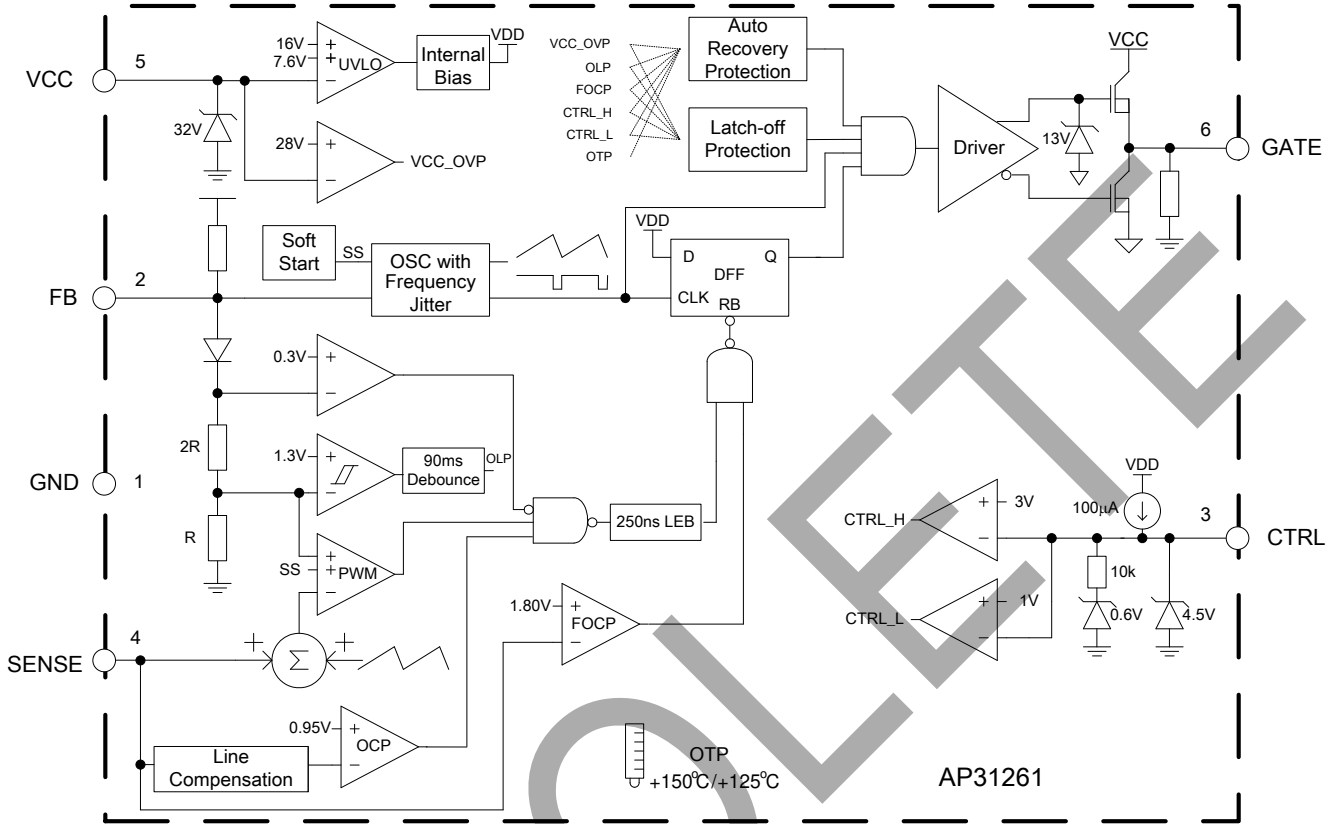 VCC
5
16V
7.6V
+
+
−
UVLO
Internal
Bias
VDD
32V
28V
+
−
VCC_OVP
VCC_OVP
OLP
FOCP
CTRL_H
CTRL_L
OTP
Auto
Recovery
Protection
Latch-off
Protection
Driver
VCC
13V
6
GATE
FB
2
Soft
Start
SS
OSC with
Frequency
Jitter
VDD
D
Q
DFF
CLK
RB
0.3V
+
−
GND
1
2R
R
1.3V
+
−
90ms
Debounce
OLP
SS
+
+
−
PWM
250ns LEB
SENSE
4
+
Σ
+
0.95V
+
−
OCP
Line
Compensation
1.80V
+
−
FOCP
CTRL_H
+
−
3V
CTRL_L
+
−
1V
VDD
100μA
3
CTRL
10k
0.6V
4.5V
OTP
+150°C/+125°C
AP31261
OLETE